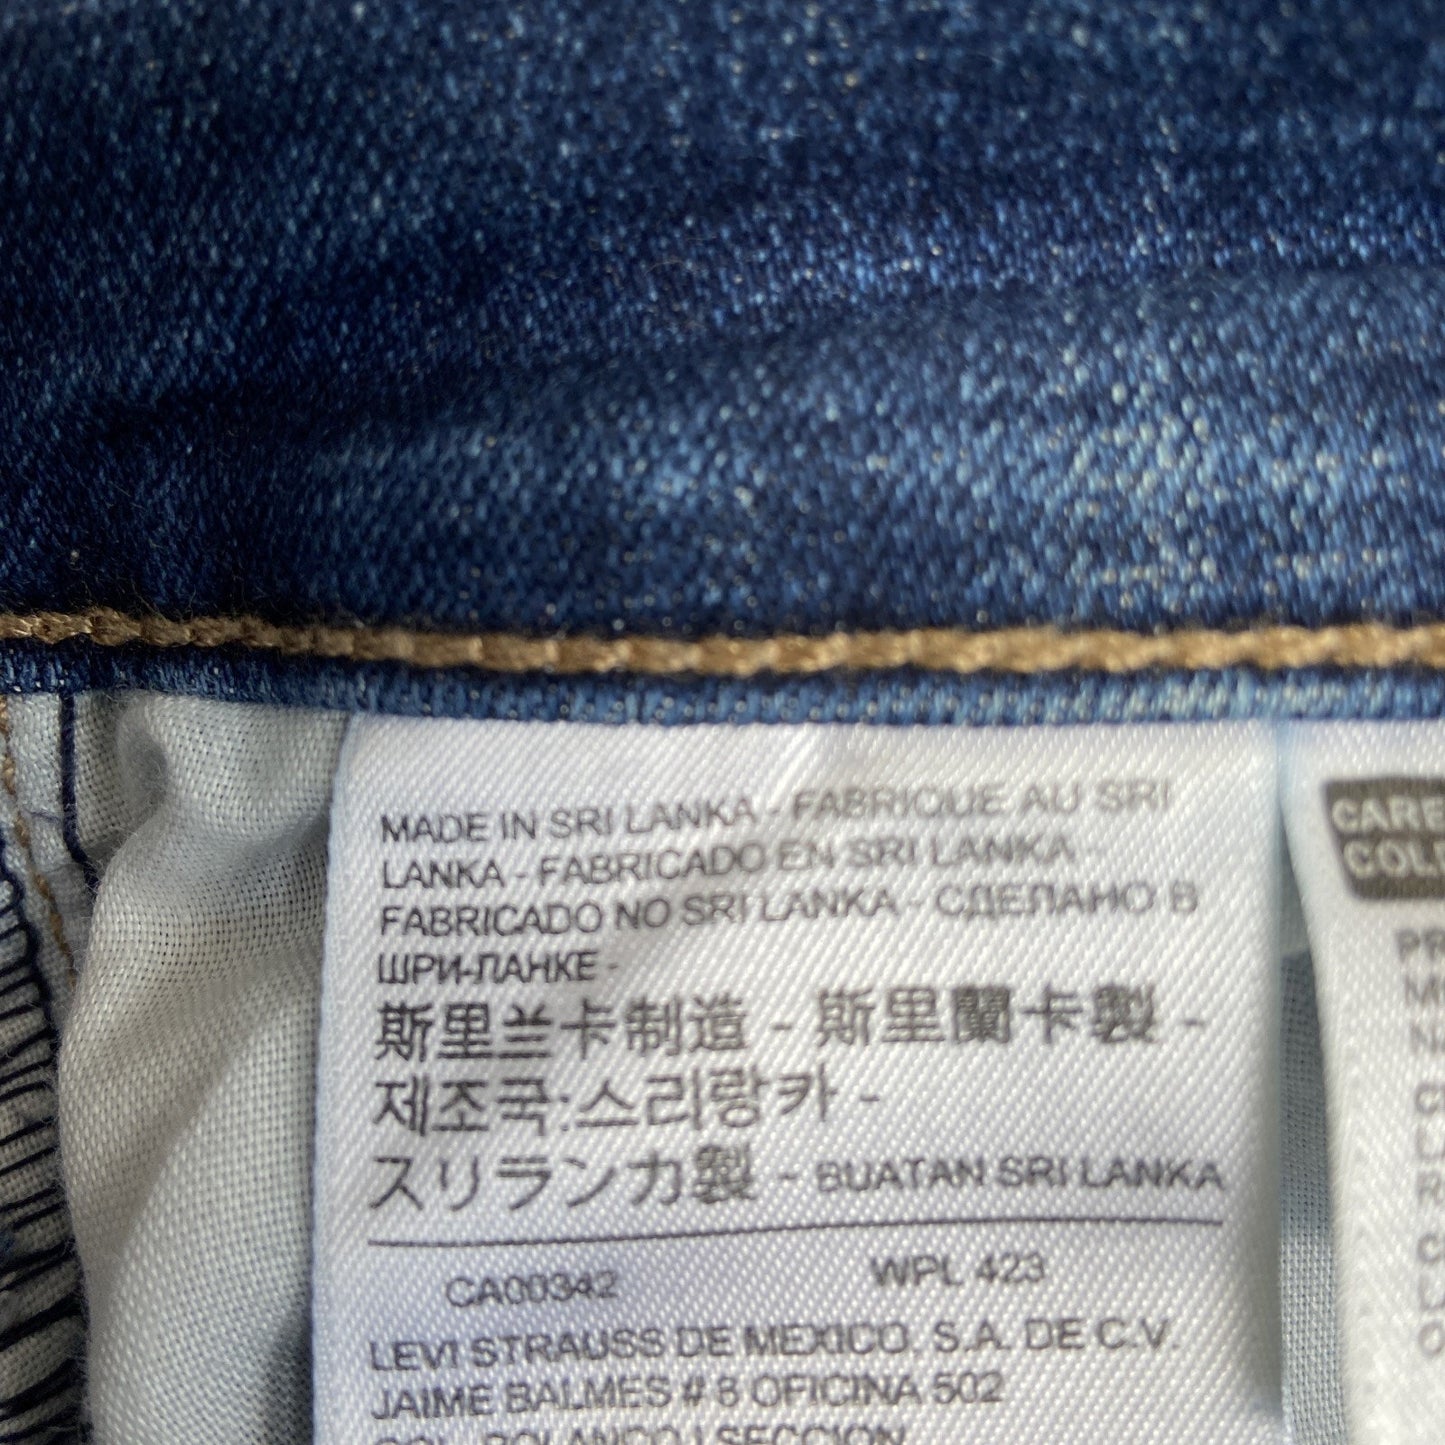 MADE IN SRI LANKA - FABRIQUE AU SRI
LANKA - FABRICADO EN SRI LANKA -
FABRICADO NO SRI LANKA - СДЕЛАНО В
ШРИ-ЛАНКЕ -
斯里兰卡制造 - 斯里蘭卡製 -
제조국:스리랑카 -
スリランカ製 - BUATAN SRI LANKA
CA00342 WPL 423
LEVI STRAUSS DE MEXICO. S.A. DE C.V.
JAIME BALMES # 8 OFICINA 502
SECCION
CARE